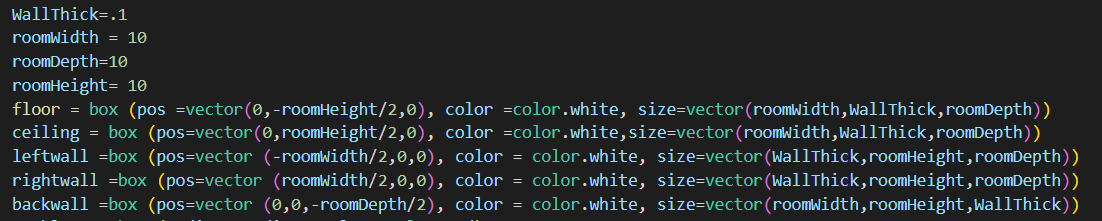 WallThick=.1
roomWidth = 10
roomDepth=10
roomHeight= 10
floor = box (pos =vector(0,-roomHeight/2,0), color =color.white, size=vector(roomWidth,WallThick,roomDepth))
ceiling = box (pos=vector(0,roomHeight/2,0), color =color.white,size=vector(roomWidth,WallThick,roomDepth))
leftwall =box (pos=vector (-roomWidth/2,0,0), color = color.white, size=vector(WallThick,roomHeight,roomDepth))
rightwall =box (pos=vector (roomWidth/2,0,0), color = color.white, size=vector(WallThick,roomHeight,roomDepth))
backwall =box (pos=vector (0,0,-roomDepth/2), color = color.white, size=vector(roomWidth,roomHeight,WallThick))